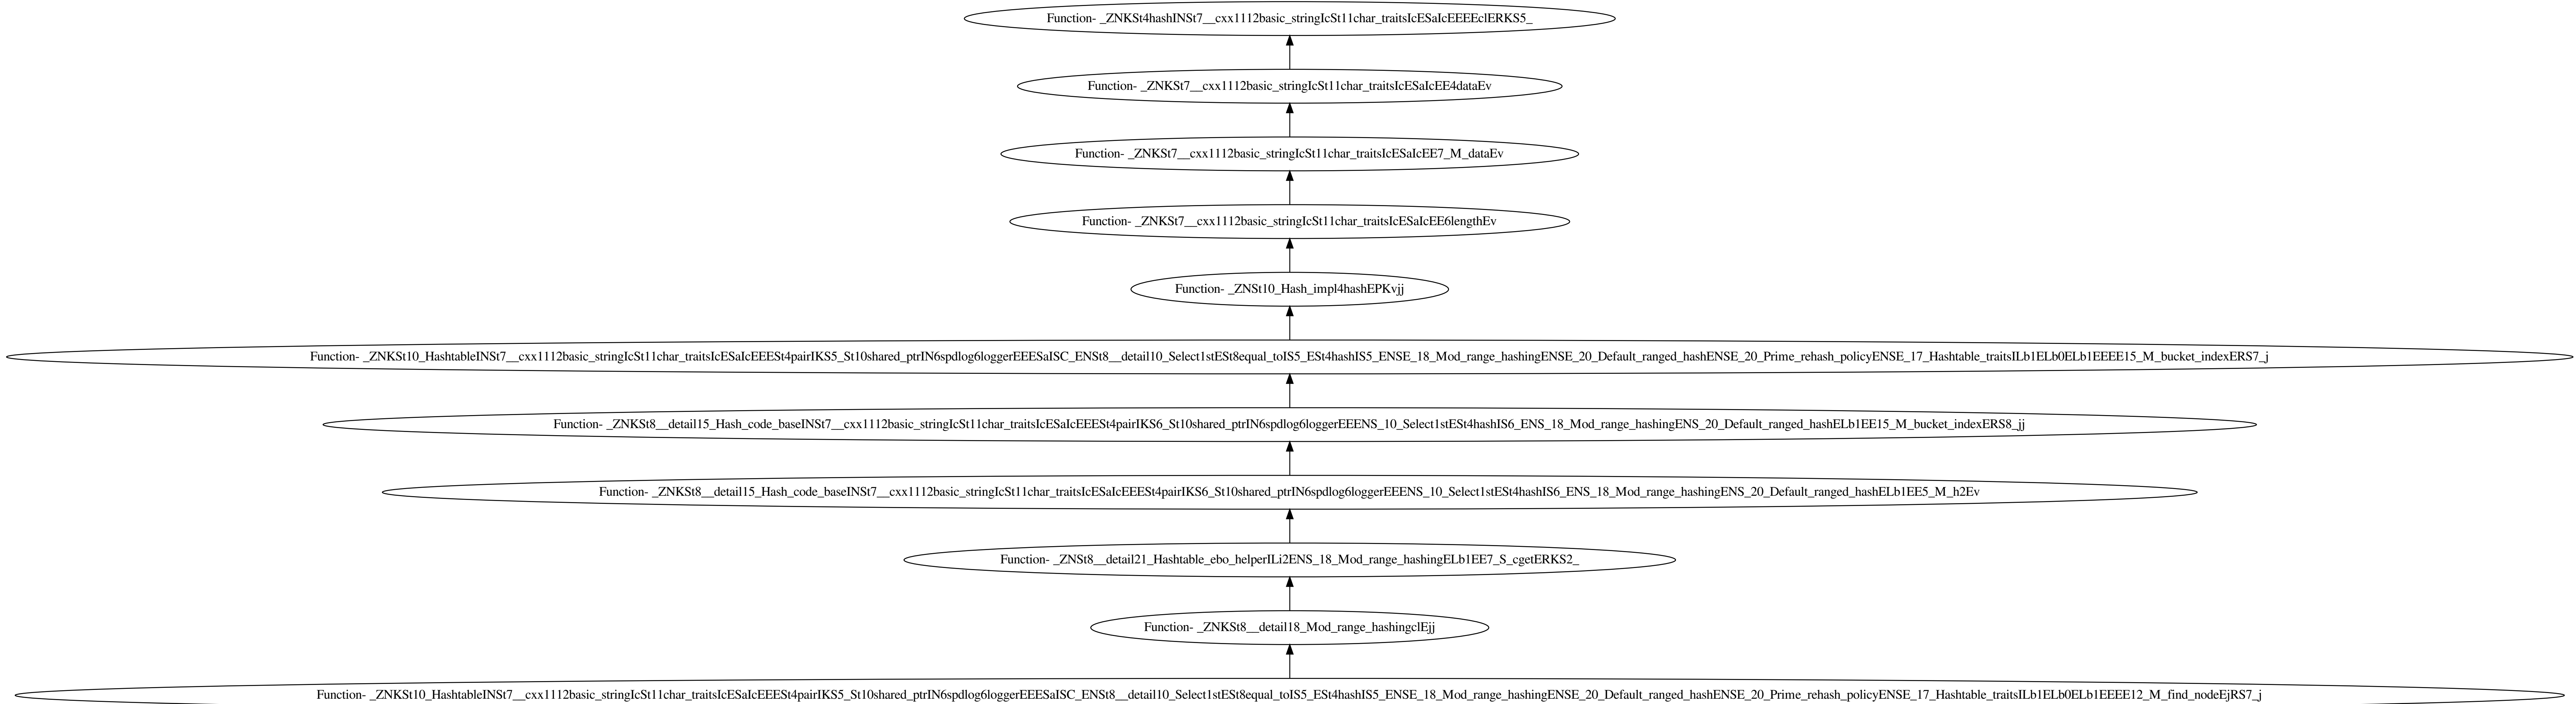 Function- _ZNKSt4hashINSt7__cxx1112basic_stringIcSt11char_traitsIcESaIcEEEEclERKS5_
Function- _ZNKSt7__cxx1112basic_stringIcSt11char_traitsIcESaIcEE4dataEv
Function- _ZNKSt7__cxx1112basic_stringIcSt11char_traitsIcESaIcEE7_M_dataEv
Function- _ZNKSt7__cxx1112basic_stringIcSt11char_traitsIcESaIcEE6lengthEv
Function- _ZNSt10_Hash_impl4hashEPKvjj
Function- _ZNKSt10_HashtableINSt7__cxx1112basic_stringIcSt11char_traitsIcESaIcEEESt4pairIKS5_St10shared_ptrIN6spdlog6loggerEEESaISC_ENSt8__detail10_Select1stESt8equal_toIS5_ESt4hashIS5_ENSE_18_Mod_range_hashingENSE_20_Default_ranged_hashENSE_20_Prime_rehash_policyENSE_17_Hashtable_traitsILb1ELb0ELb1EEEE15_M_bucket_indexERS7_j
Function- _ZNKSt8__detail15_Hash_code_baseINSt7__cxx1112basic_stringIcSt11char_traitsIcESaIcEEESt4pairIKS6_St10shared_ptrIN6spdlog6loggerEEENS_10_Select1stESt4hashIS6_ENS_18_Mod_range_hashingENS_20_Default_ranged_hashELb1EE15_M_bucket_indexERS8_jj
Function- _ZNKSt8__detail15_Hash_code_baseINSt7__cxx1112basic_stringIcSt11char_traitsIcESaIcEEESt4pairIKS6_St10shared_ptrIN6spdlog6loggerEEENS_10_Select1stESt4hashIS6_ENS_18_Mod_range_hashingENS_20_Default_ranged_hashELb1EE5_M_h2Ev
Function- _ZNSt8__detail21_Hashtable_ebo_helperILi2ENS_18_Mod_range_hashingELb1EE7_S_cgetERKS2_
Function- _ZNKSt8__detail18_Mod_range_hashingclEjj
Function- _ZNKSt10_HashtableINSt7__cxx1112basic_stringIcSt11char_traitsIcESaIcEEESt4pairIKS5_St10shared_ptrIN6spdlog6loggerEEESaISC_ENSt8__detail10_Select1stESt8equal_toIS5_ESt4hashIS5_ENSE_18_Mod_range_hashingENSE_20_Default_ranged_hashENSE_20_Prime_rehash_policyENSE_17_Hashtable_traitsILb1ELb0ELb1EEEE12_M_find_nodeEjRS7_j